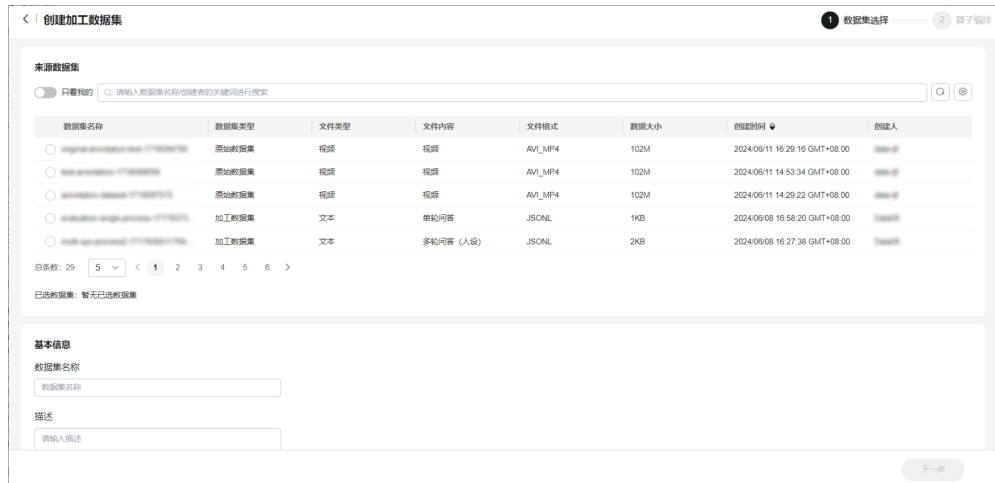 创建加工数据集
1 数据集选择
2 算子编排
来源数据集
只看我的 请输入数据集名称/创建者的关键词进行搜索
数据集名称 数据集类型 文件类型 文件内容 文件格式 数据大小 创建时间 创建人
原始数据集 视频 视频 AVI_MP4 102M 2024/06/11 16:29:16 GMT+08:00
原始数据集 视频 视频 AVI_MP4 102M 2024/06/11 14:53:34 GMT+08:00
原始数据集 视频 视频 AVI_MP4 102M 2024/06/11 14:29:22 GMT+08:00
加工数据集 文本 单轮问答 JSONL 1KB 2024/06/08 16:58:20 GMT+08:00
加工数据集 文本 多轮问答（人设） JSONL 2KB 2024/06/08 16:27:38 GMT+08:00
总条数: 29 5 1 2 3 4 5 6
已选数据集: 暂无已选数据集
基本信息
数据集名称
数据集名称
描述
请输入描述
下一步